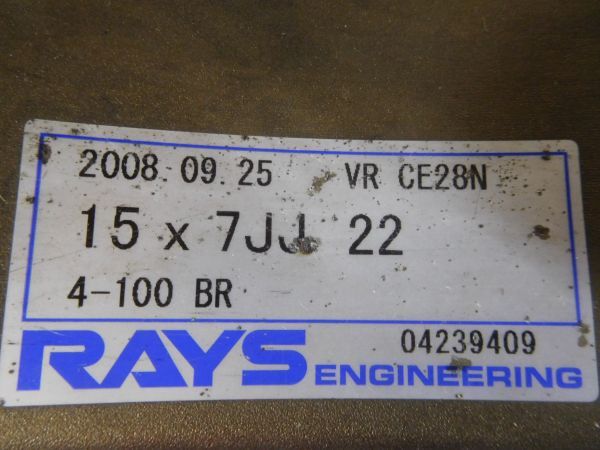 2008.09.25 VR CE28N
15 x 7JJ 22
4-100 BR
04239409
RAYS ENGINEERING